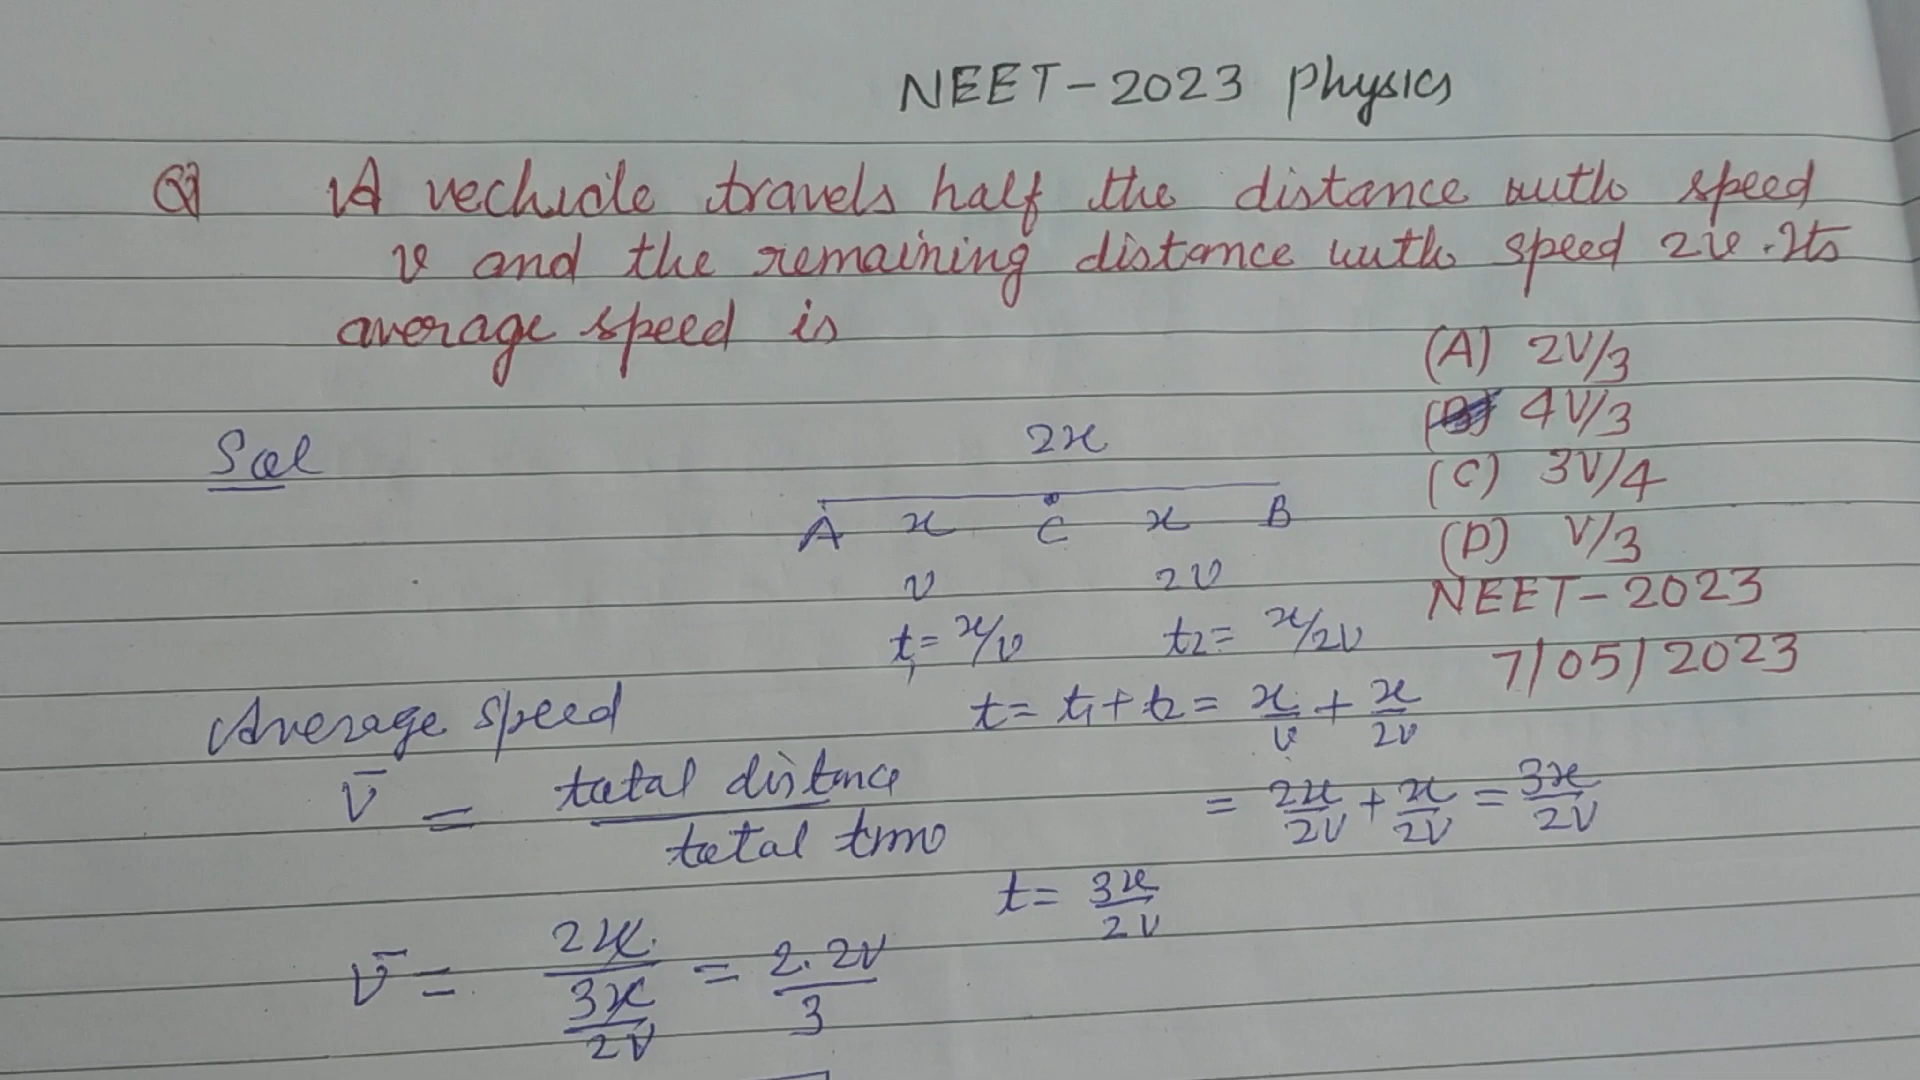 NEET-2023 Physics
Q) A vechicle travels half the distance with speed
v and the remaining distance with speed 2v. Its
average speed is
(A) 2V/3
(B) 4V/3
(C) 3V/4
(D) V/3
NEET-2023
7/05/2023
Sol
2x
A x C x B
v 2v
t1 = x/v t2 = x/2v
t = t1 + t2 = x/v + x/2v
= 2x/2v + x/2v = 3x/2v
t = 3x/2v
Average speed
v̄ = total distance / total time
v̄ = 2x / (3x/2v) = 2.2v/3